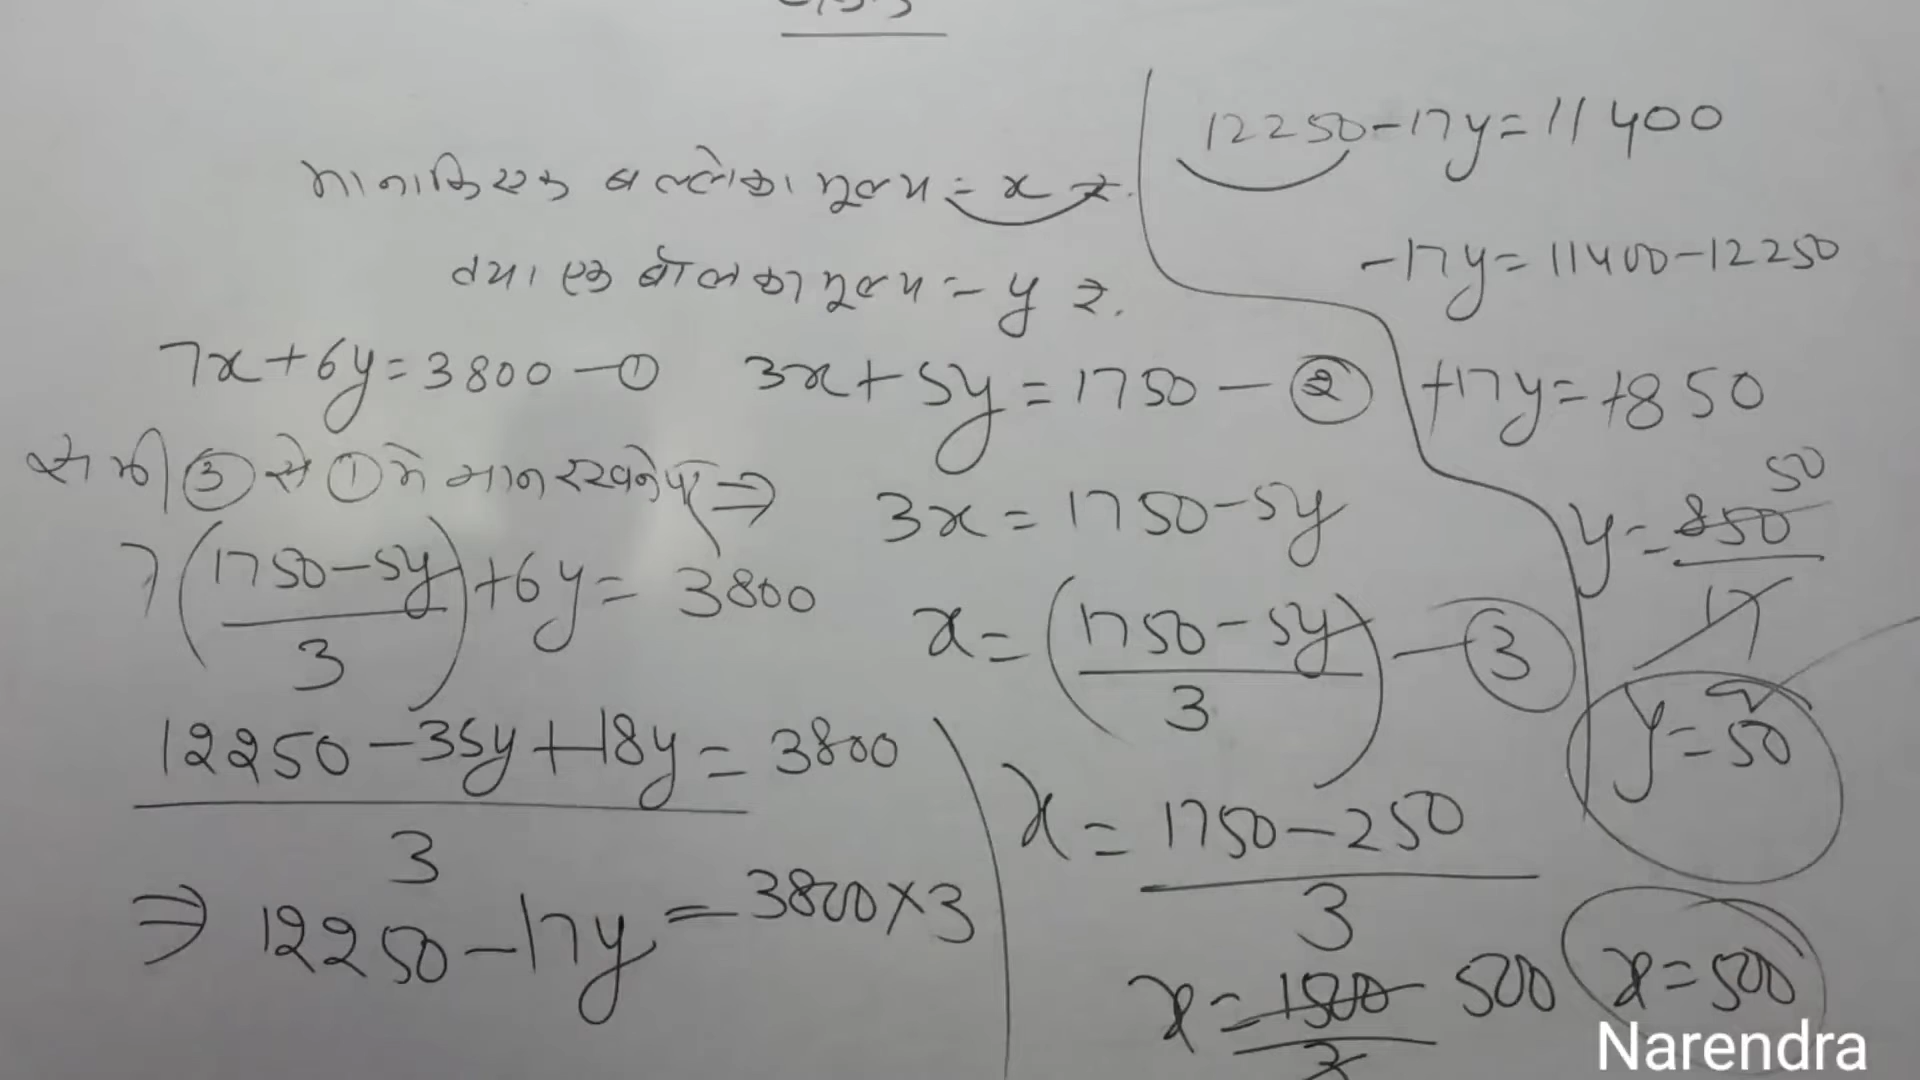 माना कि एक बल्लेका मूल्य = x रु.
तथा एक बॉल का मूल्य = y रु.
7x+6y=3800 —①
3x+5y=1750 — ②
समी ③ से ① मे मान रखने पर ⇒
7(1750-5y/3)+6y= 3800
12250-35y+18y/3 = 3800
⇒ 12250-17y = 3800×3
3x = 1750-5y
x= (1750-5y/3) — ③
x = 1750-250/3
x=1500/3 500
x=500
12250-17y=11400
-17y=11400-12250
+17y=+850
y=850/17 50
y=50
Narendra